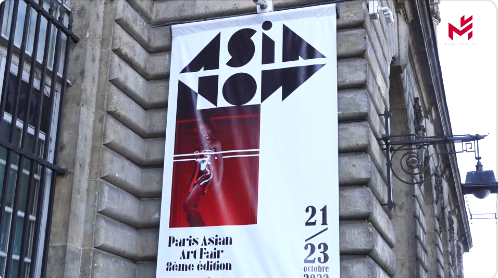 ASIA
NOW
Paris Asian
Art Fair
8ème édition
21
23
octobre